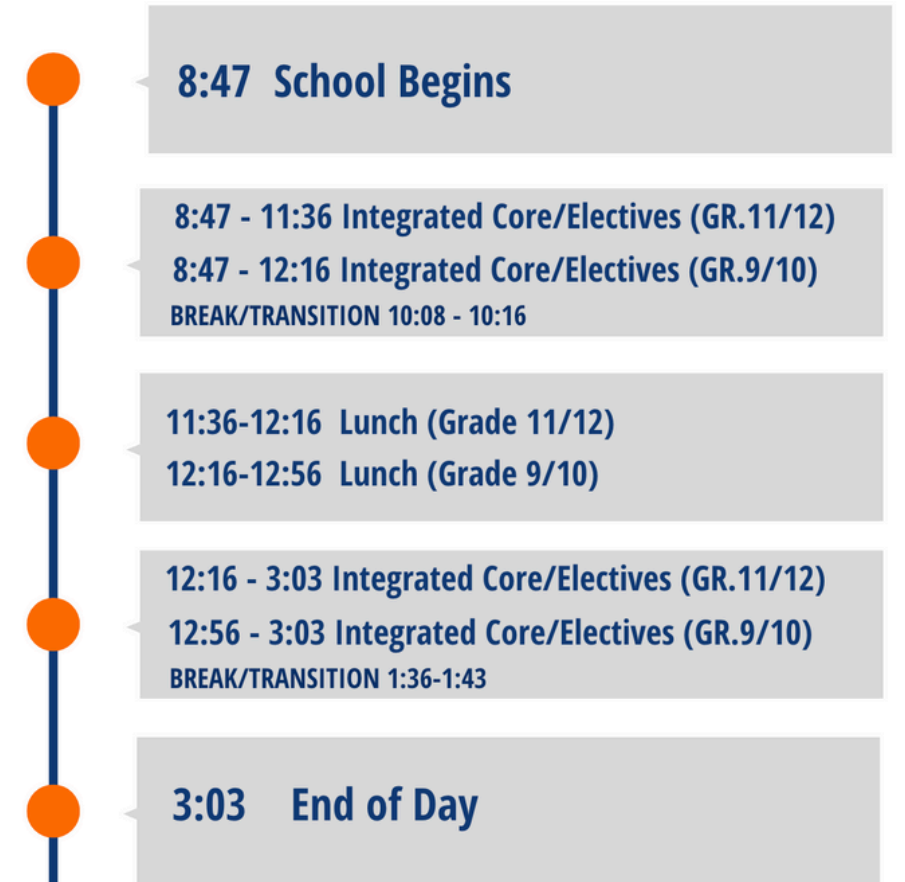 8:47 School Begins
8:47 - 11:36 Integrated Core/Electives (GR.11/12)
8:47 - 12:16 Integrated Core/Electives (GR.9/10)
BREAK/TRANSITION 10:08 - 10:16
11:36-12:16 Lunch (Grade 11/12)
12:16-12:56 Lunch (Grade 9/10)
12:16 - 3:03 Integrated Core/Electives (GR.11/12)
12:56 - 3:03 Integrated Core/Electives (GR.9/10)
BREAK/TRANSITION 1:36-1:43
3:03 End of Day